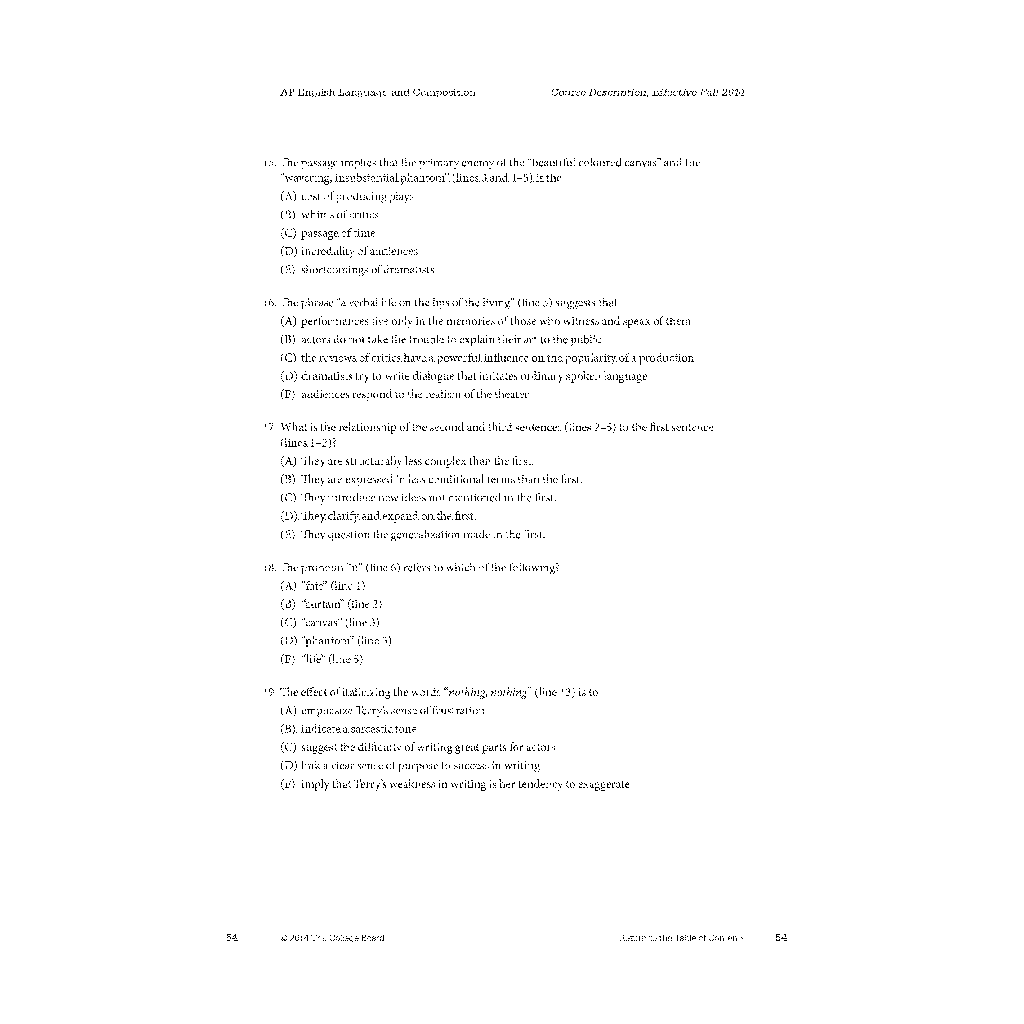 AP English Language and Composition Course Description, Effective Fall 2014
15. The passage implies that the primary enemy of the "beautiful coloured canvas" and the
"wavering, insubstantial phantom" (lines 3 and 4–5) is the
(A) cost of producing plays
(B) whims of critics
(C) passage of time
(D) incredulity of audiences
(E) shortcomings of dramatists
16. The phrase "a verbal life on the lips of the living" (line 5) suggests that
(A) performances live only in the memories of those who witness and speak of them
(B) actors do not take the trouble to explain their art to the public
(C) the reviews of critics have a powerful influence on the popularity of a production
(D) dramatists try to write dialogue that imitates ordinary spoken language
(E) audiences respond to the realism of the theater
17. What is the relationship of the second and third sentences (lines 2–5) to the first sentence
(lines 1–2)?
(A) They are structurally less complex than the first.
(B) They are expressed in less conditional terms than the first.
(C) They introduce new ideas not mentioned in the first.
(D) They clarify and expand on the first.
(E) They question the generalization made in the first.
18. The pronoun "it" (line 6) refers to which of the following?
(A) "fate" (line 1)
(B) "curtain" (line 2)
(C) "canvas" (line 3)
(D) "phantom" (line 5)
(E) "life" (line 5)
19. The effect of italicizing the words "nothing, nothing" (line 13) is to
(A) emphasize Terry's sense of frustration
(B) indicate a sarcastic tone
(C) suggest the difficulty of writing great parts for actors
(D) link a clear sense of purpose to success in writing
(E) imply that Terry's weakness in writing is her tendency to exaggerate
54 © 2014 The College Board Return to the Table of Contents 54